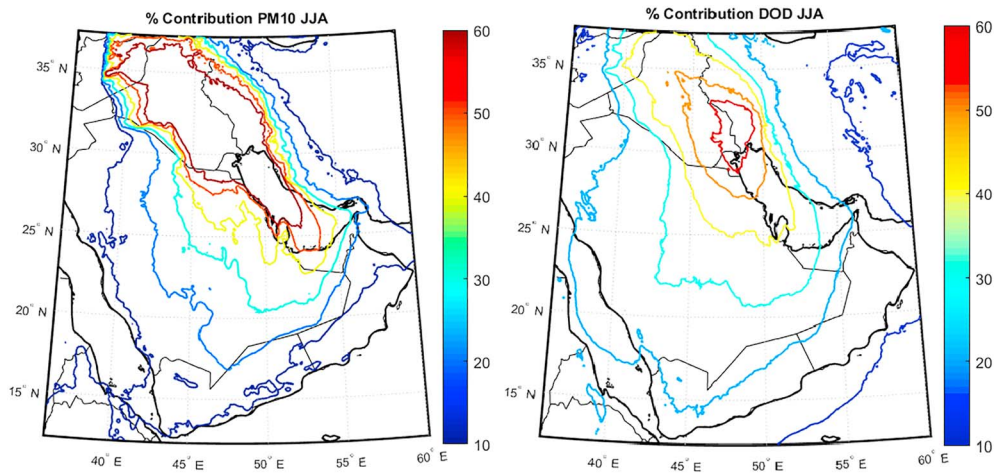 % Contribution PM10 JJA
35° N
30° N
25° N
20° N
15° N
40° E
45° E
50° E
55° E
60° E
60
50
40
30
20
10
% Contribution DOD JJA
35° N
30° N
25° N
20° N
15° N
40° E
45° E
50° E
55° E
60° E
60
50
40
30
20
10